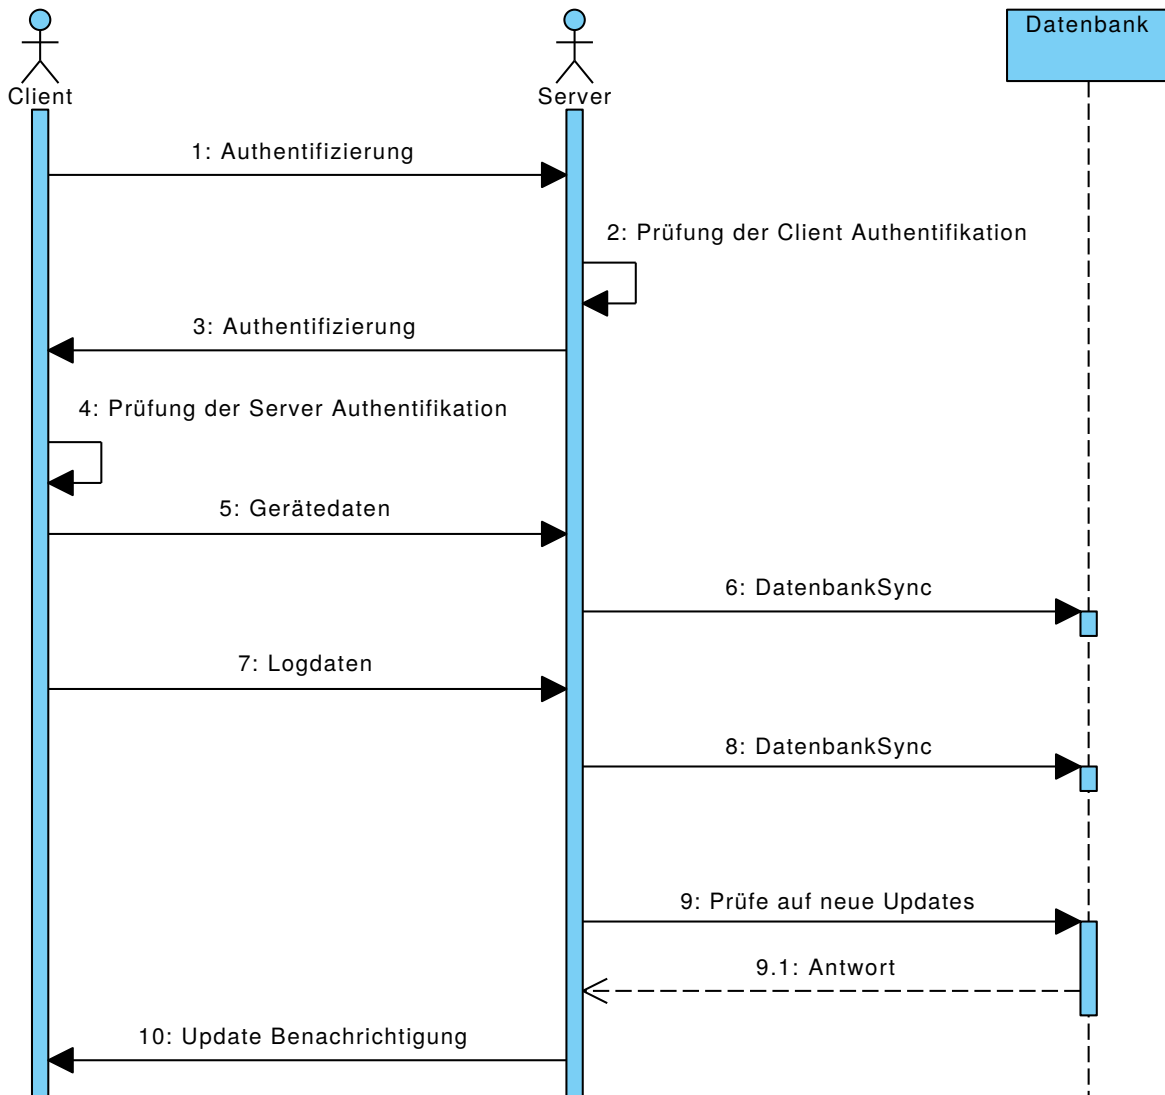 Client
Server
Datenbank
1: Authentifizierung
2: Prüfung der Client Authentifikation
3: Authentifizierung
4: Prüfung der Server Authentifikation
5: Gerätedaten
6: DatenbankSync
7: Logdaten
8: DatenbankSync
9: Prüfe auf neue Updates
9.1: Antwort
10: Update Benachrichtigung